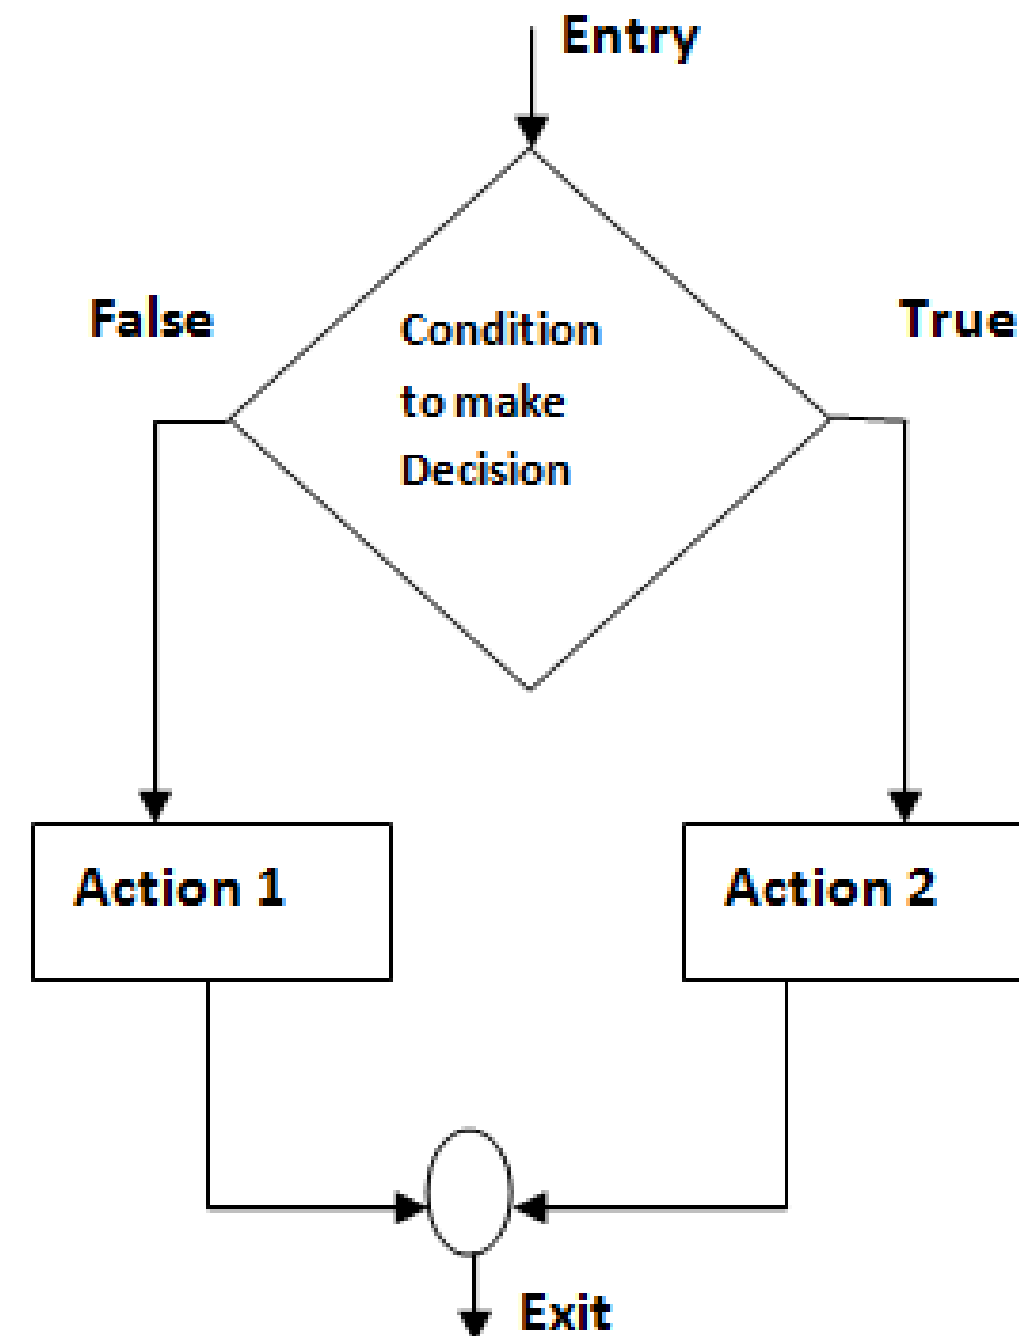 Entry
False
True
Condition
to make
Decision
Action 1
Action 2
Exit